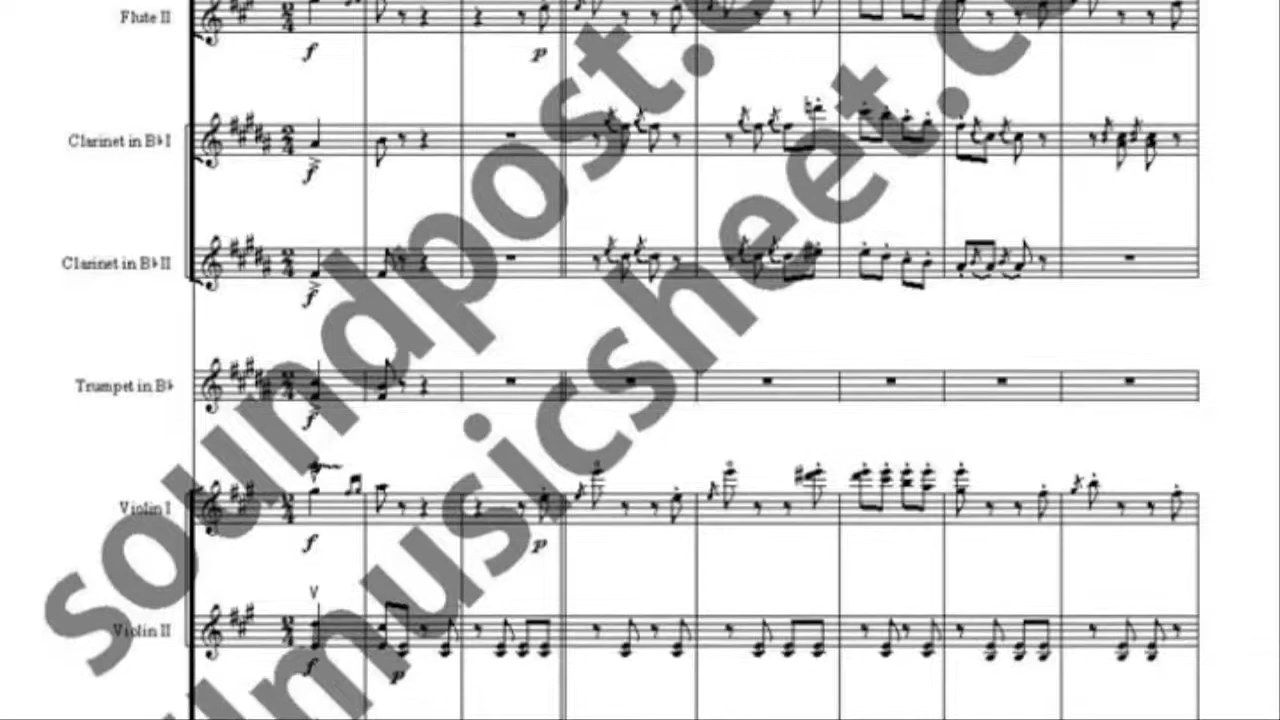 Flute II
f
p
Clarinet in B♭ I
f
Clarinet in B♭ II
f
Trumpet in B♭
f
Violin I
f
p
Violin II
f
p
soundpost.
musicsheet.